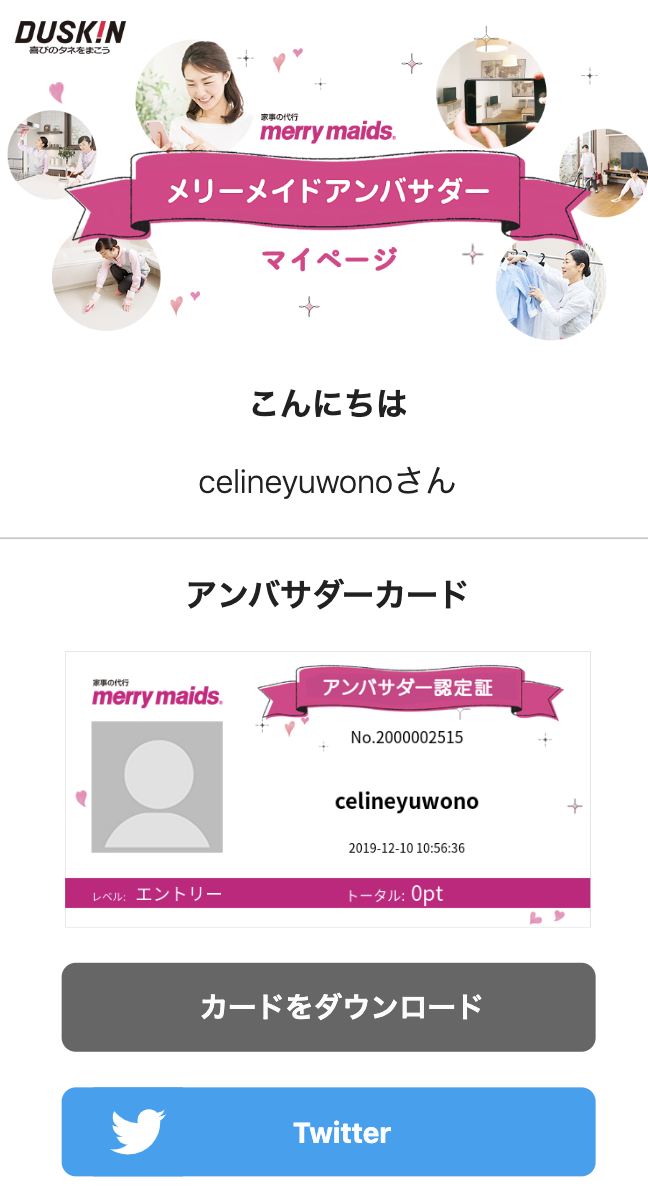 DUSK!N
喜びのタネをまこう
家事の代行
merry maids®
メリーメイドアンバサダー
マイページ
こんにちは
celineyuwonoさん
アンバサダーカード
家事の代行
merry maids®
アンバサダー認定証
No.2000002515
celineyuwono
2019-12-10 10:56:36
レベル: エントリー
トータル: 0pt
カードをダウンロード
Twitter